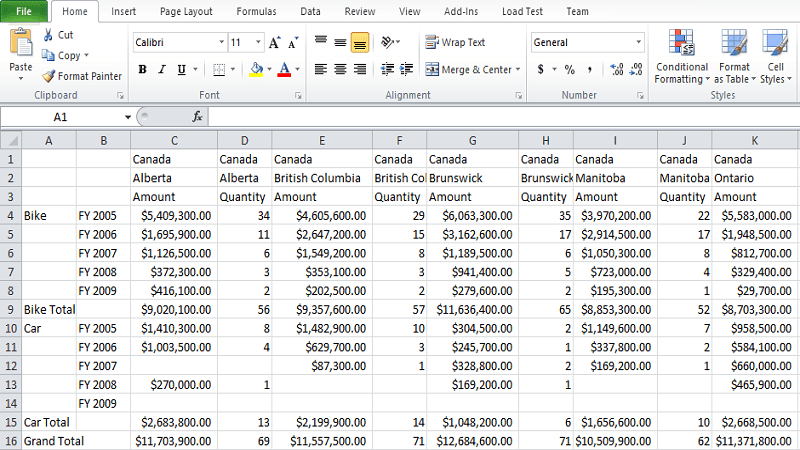 File Home Insert Page Layout Formulas Data Review View Add-Ins Load Test Team
Paste Cut Copy Format Painter
Calibri 11 A A
B I U A
Wrap Text
Merge & Center
General
$ % , .0 .00 .00 .0
Conditional Formatting Format as Table Cell Styles
Clipboard Font Alignment Number Styles
A1 fx
A B C D E F G H I J K
1 Canada Canada Canada Canada Canada Canada Canada Canada Canada
2 Alberta Alberta British Columbia British Col Brunswick Brunswick Manitoba Manitoba Ontario
3 Amount Quantity Amount Quantity Amount Quantity Amount Quantity Amount
4 Bike FY 2005 $5,409,300.00 34 $4,605,600.00 29 $6,063,300.00 35 $3,970,200.00 22 $5,583,000.00
5 FY 2006 $1,695,900.00 11 $2,647,200.00 15 $3,162,600.00 17 $2,914,500.00 17 $1,948,500.00
6 FY 2007 $1,126,500.00 6 $1,549,200.00 8 $1,189,500.00 6 $1,050,300.00 8 $812,700.00
7 FY 2008 $372,300.00 3 $353,100.00 3 $941,400.00 5 $723,000.00 4 $329,400.00
8 FY 2009 $416,100.00 2 $202,500.00 2 $279,600.00 2 $195,300.00 1 $29,700.00
9 Bike Total $9,020,100.00 56 $9,357,600.00 57 $11,636,400.00 65 $8,853,300.00 52 $8,703,300.00
10 Car FY 2005 $1,410,300.00 8 $1,482,900.00 10 $304,500.00 2 $1,149,600.00 7 $958,500.00
11 FY 2006 $1,003,500.00 4 $629,700.00 3 $245,700.00 1 $337,800.00 2 $584,100.00
12 FY 2007 $87,300.00 1 $328,800.00 2 $169,200.00 1 $660,000.00
13 FY 2008 $270,000.00 1 $169,200.00 1 $465,900.00
14 FY 2009
15 Car Total $2,683,800.00 13 $2,199,900.00 14 $1,048,200.00 6 $1,656,600.00 10 $2,668,500.00
16 Grand Total $11,703,900.00 69 $11,557,500.00 71 $12,684,600.00 71 $10,509,900.00 62 $11,371,800.00